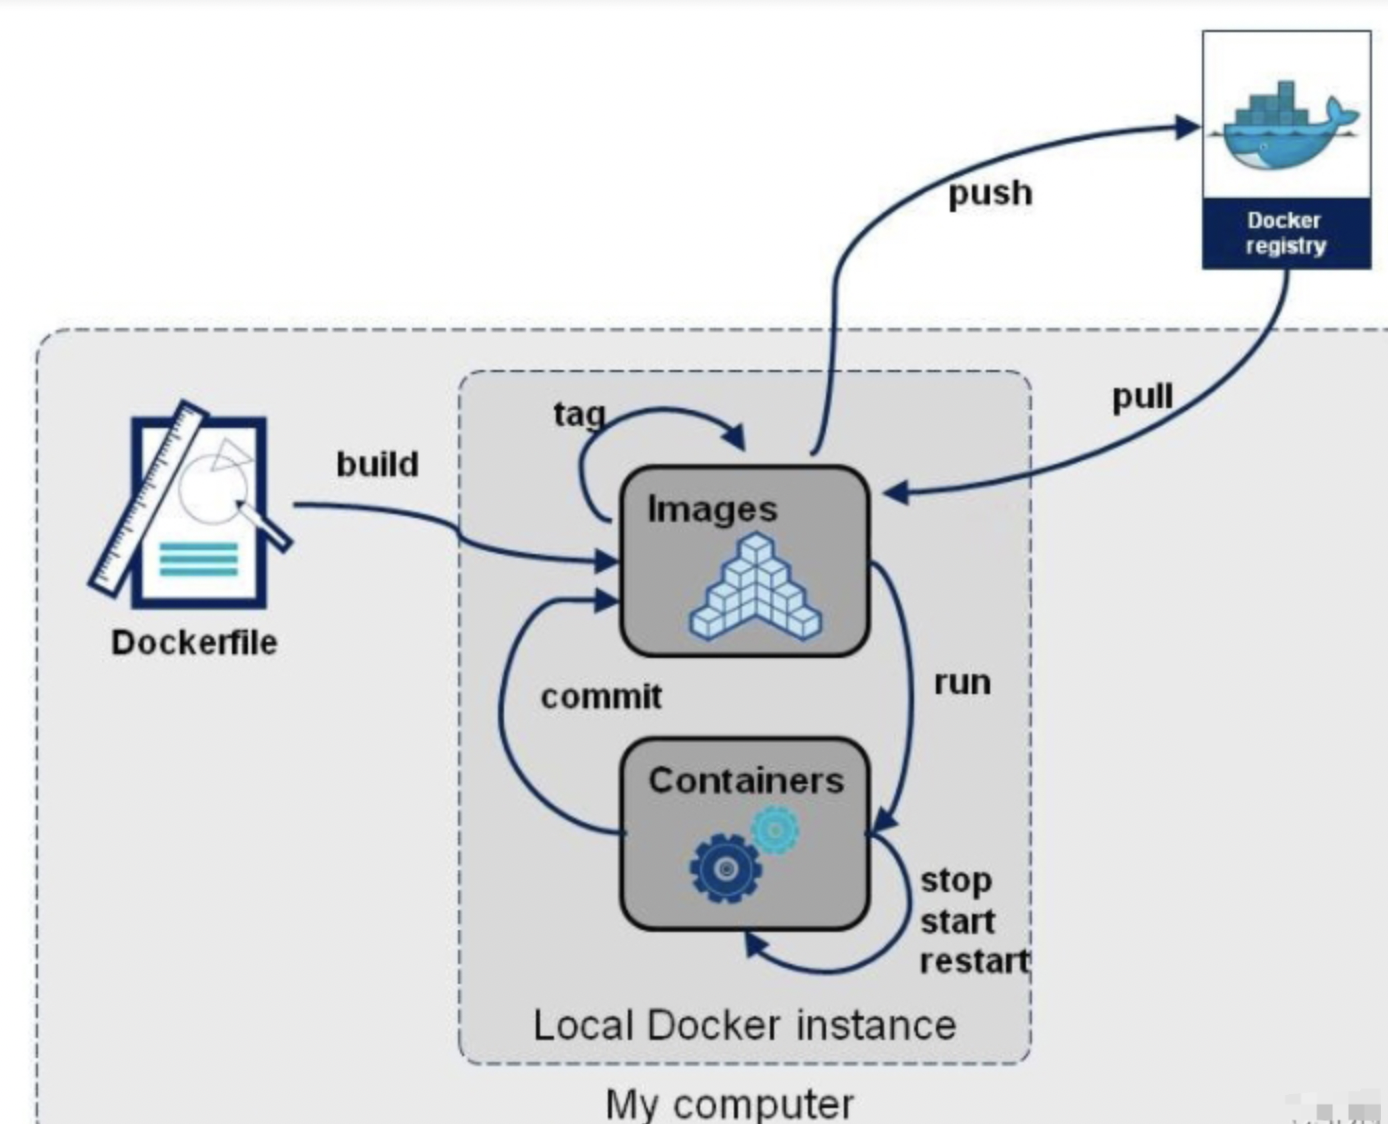 push
Docker
registry
pull
tag
build
Images
Dockerfile
commit
run
Containers
stop
start
restart
Local Docker instance
My computer